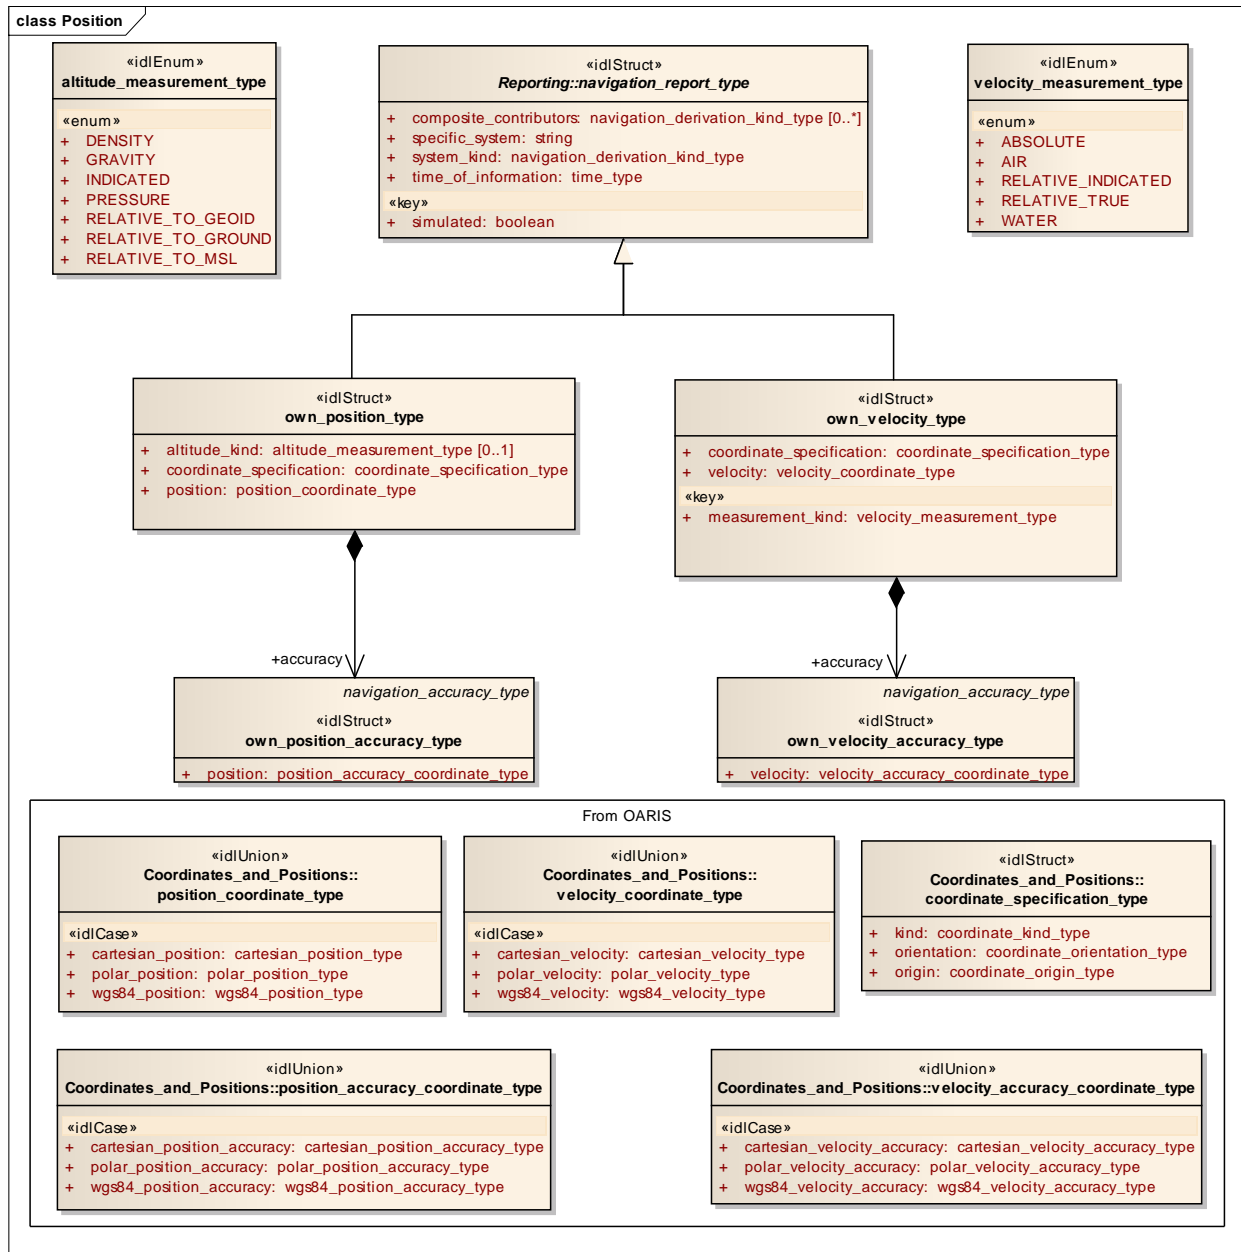 class Position
«idlEnum»
altitude_measurement_type
«enum»
+ DENSITY
+ GRAVITY
+ INDICATED
+ PRESSURE
+ RELATIVE_TO_GEOID
+ RELATIVE_TO_GROUND
+ RELATIVE_TO_MSL
«idlStruct»
Reporting::navigation_report_type
+ composite_contributors: navigation_derivation_kind_type [0..*]
+ specific_system: string
+ system_kind: navigation_derivation_kind_type
+ time_of_information: time_type
«key»
+ simulated: boolean
«idlEnum»
velocity_measurement_type
«enum»
+ ABSOLUTE
+ AIR
+ RELATIVE_INDICATED
+ RELATIVE_TRUE
+ WATER
«idlStruct»
own_position_type
+ altitude_kind: altitude_measurement_type [0..1]
+ coordinate_specification: coordinate_specification_type
+ position: position_coordinate_type
«idlStruct»
own_velocity_type
+ coordinate_specification: coordinate_specification_type
+ velocity: velocity_coordinate_type
«key»
+ measurement_kind: velocity_measurement_type
+accuracy
+accuracy
navigation_accuracy_type
«idlStruct»
own_position_accuracy_type
+ position: position_accuracy_coordinate_type
navigation_accuracy_type
«idlStruct»
own_velocity_accuracy_type
+ velocity: velocity_accuracy_coordinate_type
From OARIS
«idlUnion»
Coordinates_and_Positions::
position_coordinate_type
«idlCase»
+ cartesian_position: cartesian_position_type
+ polar_position: polar_position_type
+ wgs84_position: wgs84_position_type
«idlUnion»
Coordinates_and_Positions::
velocity_coordinate_type
«idlCase»
+ cartesian_velocity: cartesian_velocity_type
+ polar_velocity: polar_velocity_type
+ wgs84_velocity: wgs84_velocity_type
«idlStruct»
Coordinates_and_Positions::
coordinate_specification_type
+ kind: coordinate_kind_type
+ orientation: coordinate_orientation_type
+ origin: coordinate_origin_type
«idlUnion»
Coordinates_and_Positions::position_accuracy_coordinate_type
«idlCase»
+ cartesian_position_accuracy: cartesian_position_accuracy_type
+ polar_position_accuracy: polar_position_accuracy_type
+ wgs84_position_accuracy: wgs84_position_accuracy_type
«idlUnion»
Coordinates_and_Positions::velocity_accuracy_coordinate_type
«idlCase»
+ cartesian_velocity_accuracy: cartesian_velocity_accuracy_type
+ polar_velocity_accuracy: polar_velocity_accuracy_type
+ wgs84_velocity_accuracy: wgs84_velocity_accuracy_type